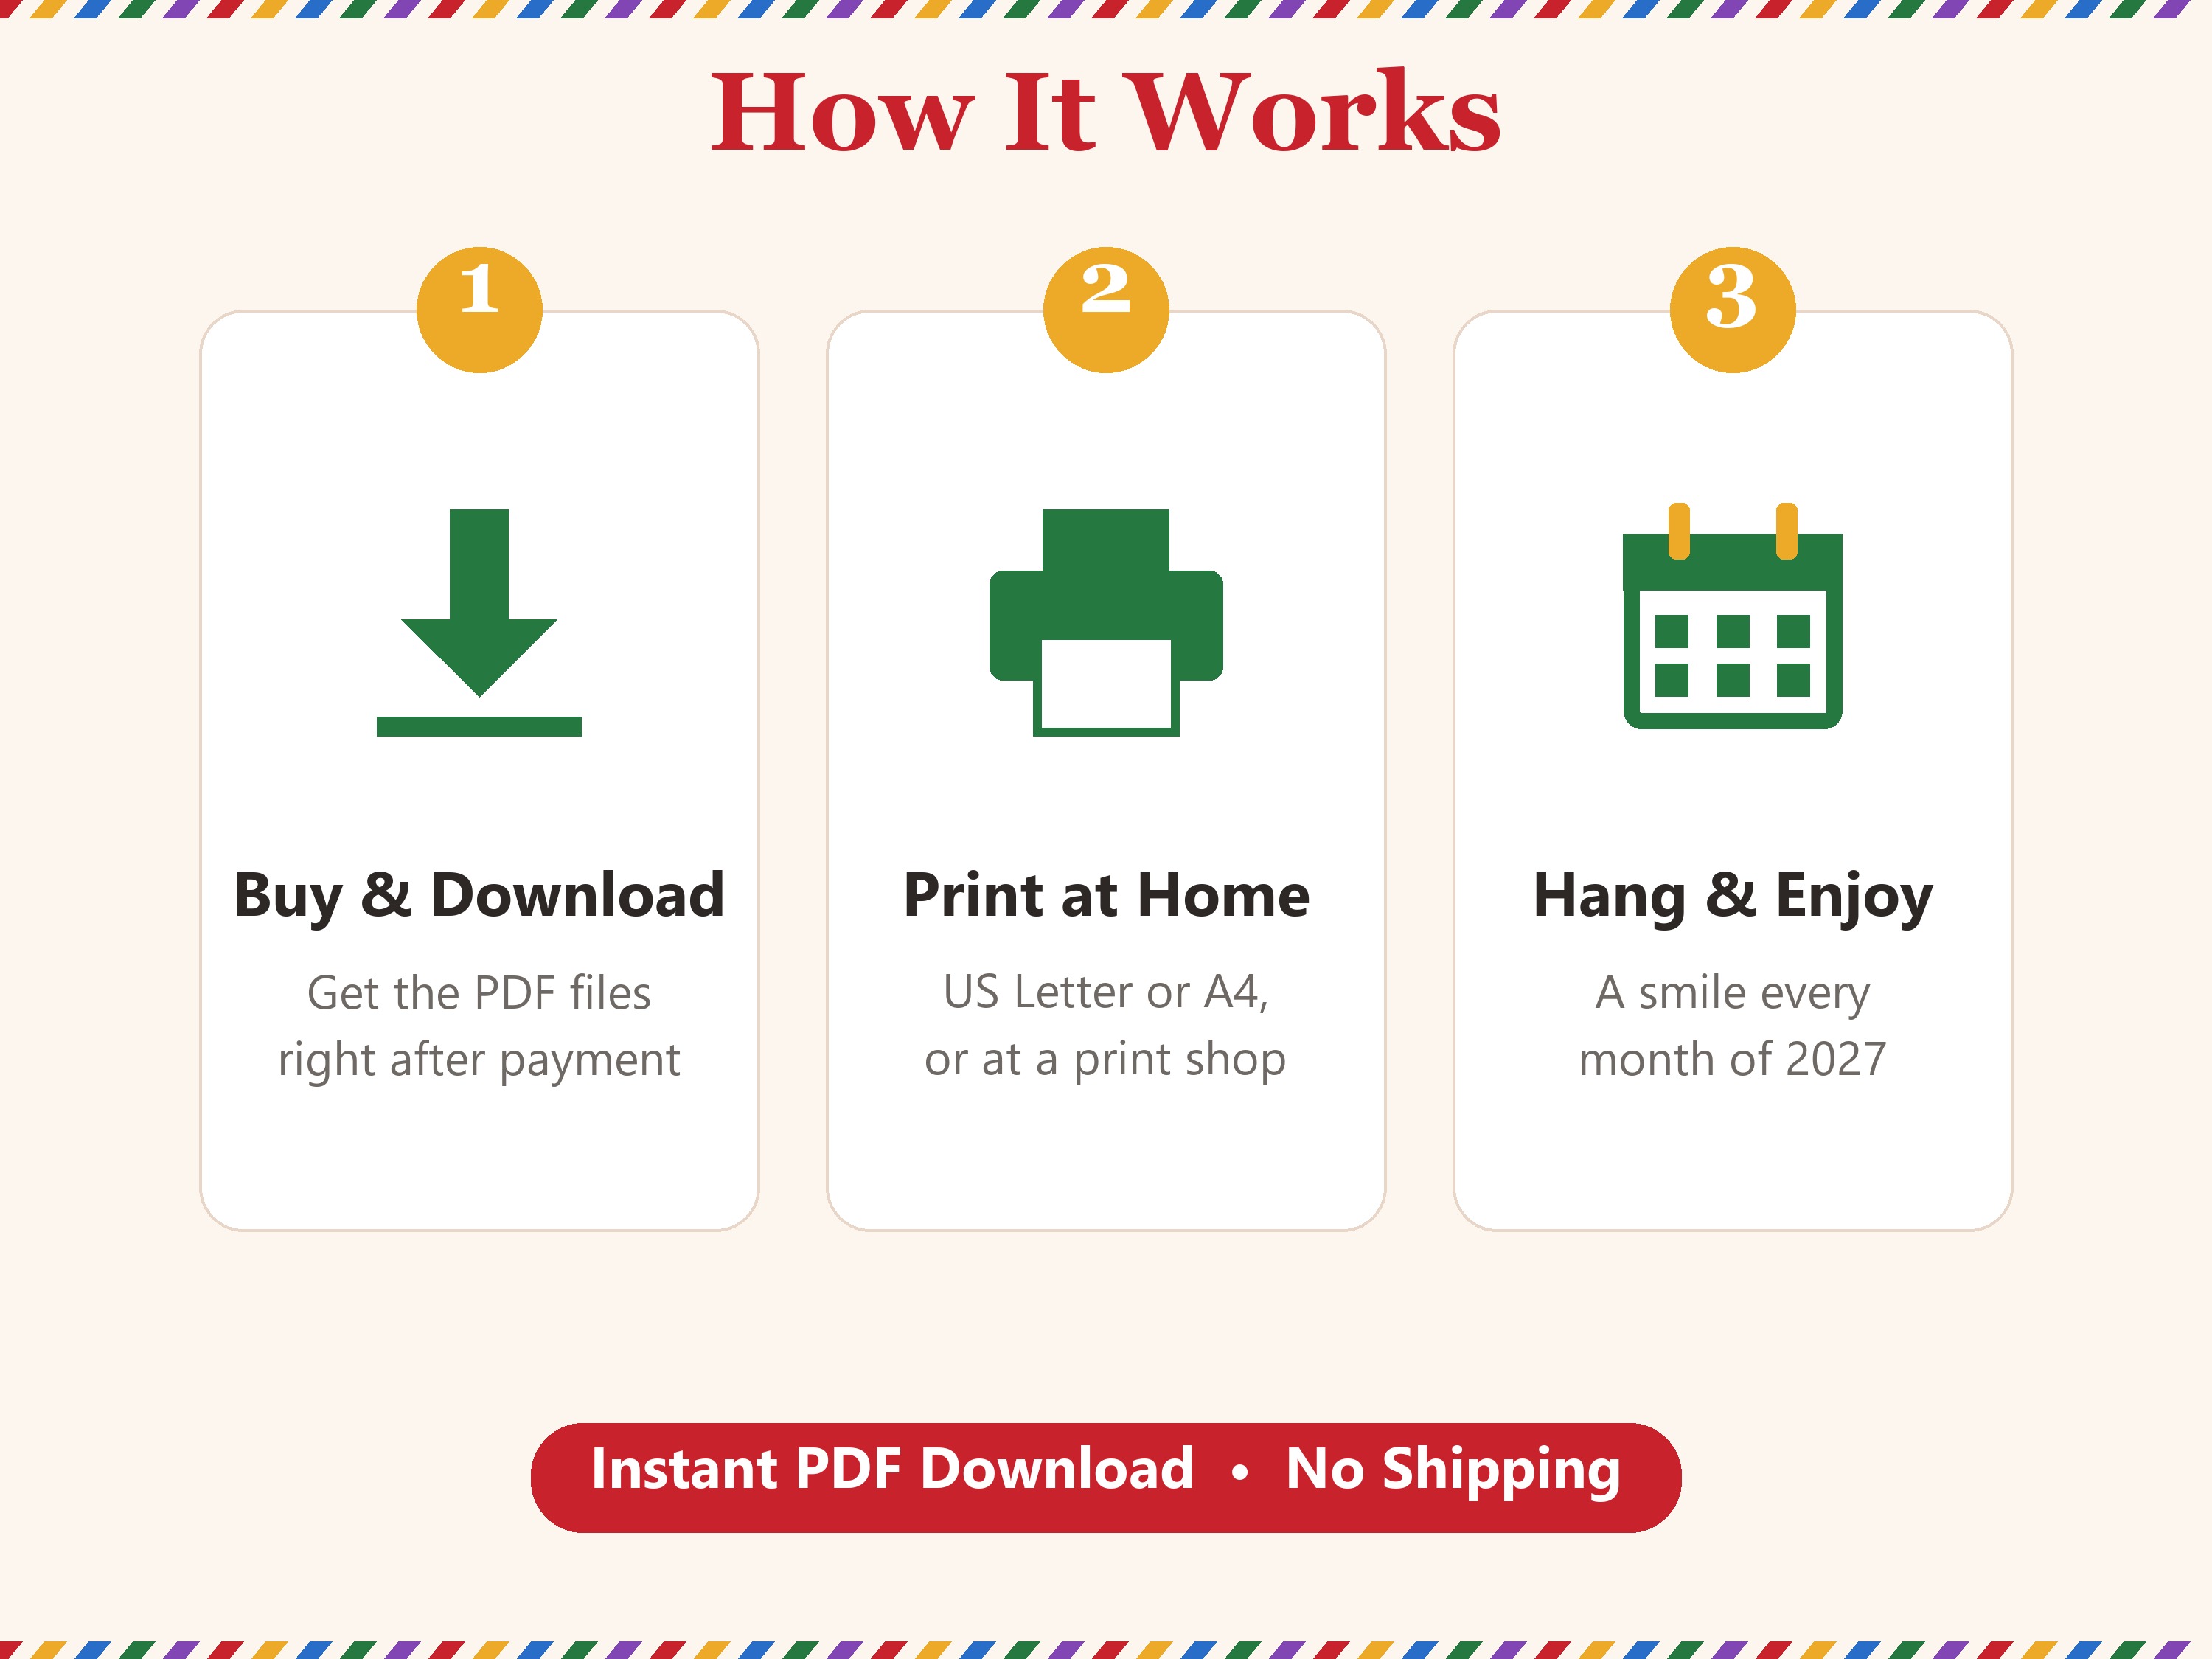 How It Works
1
Buy & Download
Get the PDF files
right after payment
2
Print at Home
US Letter or A4,
or at a print shop
3
Hang & Enjoy
A smile every
month of 2027
Instant PDF Download • No Shipping